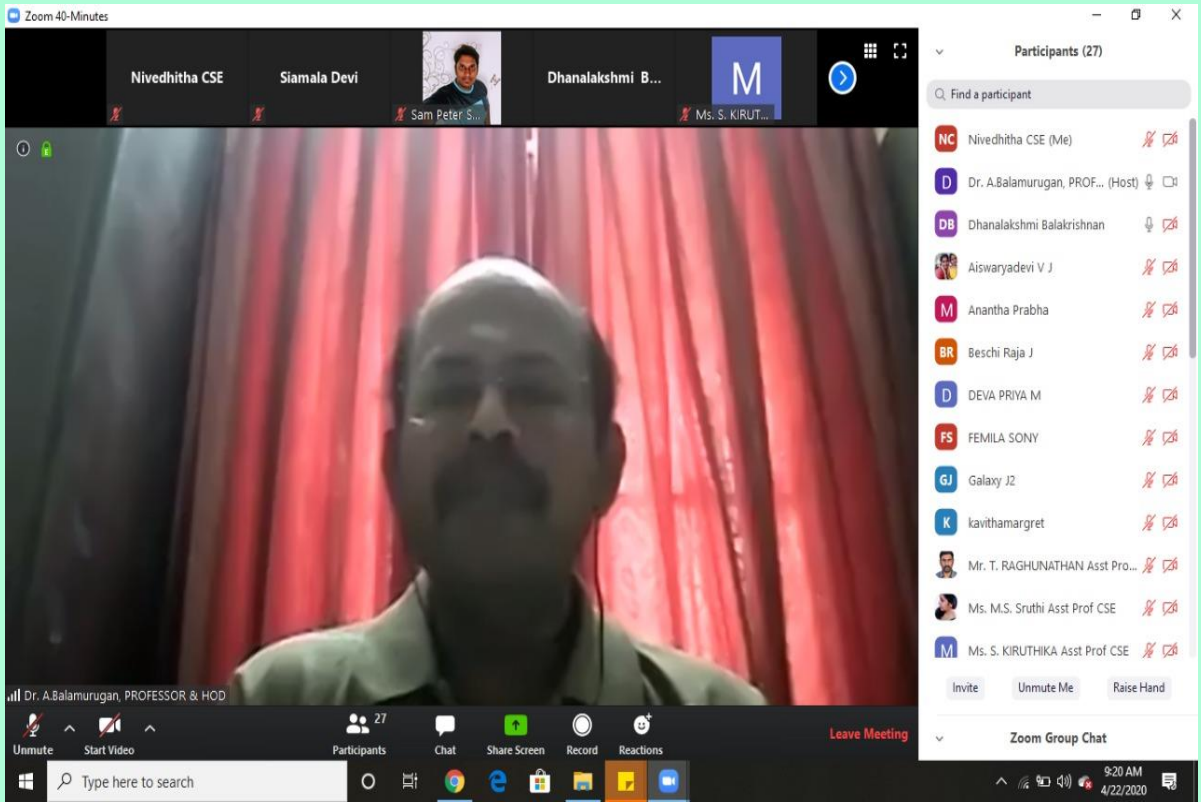 Zoom 40-Minutes
Nivedhitha CSE
Siamala Devi
Sam Peter S...
Dhanalakshmi B...
M
Ms. S. KIRUT...
Dr. A.Balamurugan, PROFESSOR & HOD
Unmute
Start Video
27
Participants
Chat
Share Screen
Record
Reactions
Leave Meeting
Participants (27)
Find a participant
NC Nivedhitha CSE (Me)
D Dr. A.Balamurugan, PROF... (Host)
DB Dhanalakshmi Balakrishnan
Aiswaryadevi V J
M Anantha Prabha
BR Beschi Raja J
D DEVA PRIYA M
FS FEMILA SONY
GJ Galaxy J2
K kavithamargret
Mr. T. RAGHUNATHAN Asst Pro...
Ms. M.S. Sruthi Asst Prof CSE
M Ms. S. KIRUTHIKA Asst Prof CSE
Invite Unmute Me Raise Hand
Zoom Group Chat
Type here to search
9:20 AM
4/22/2020